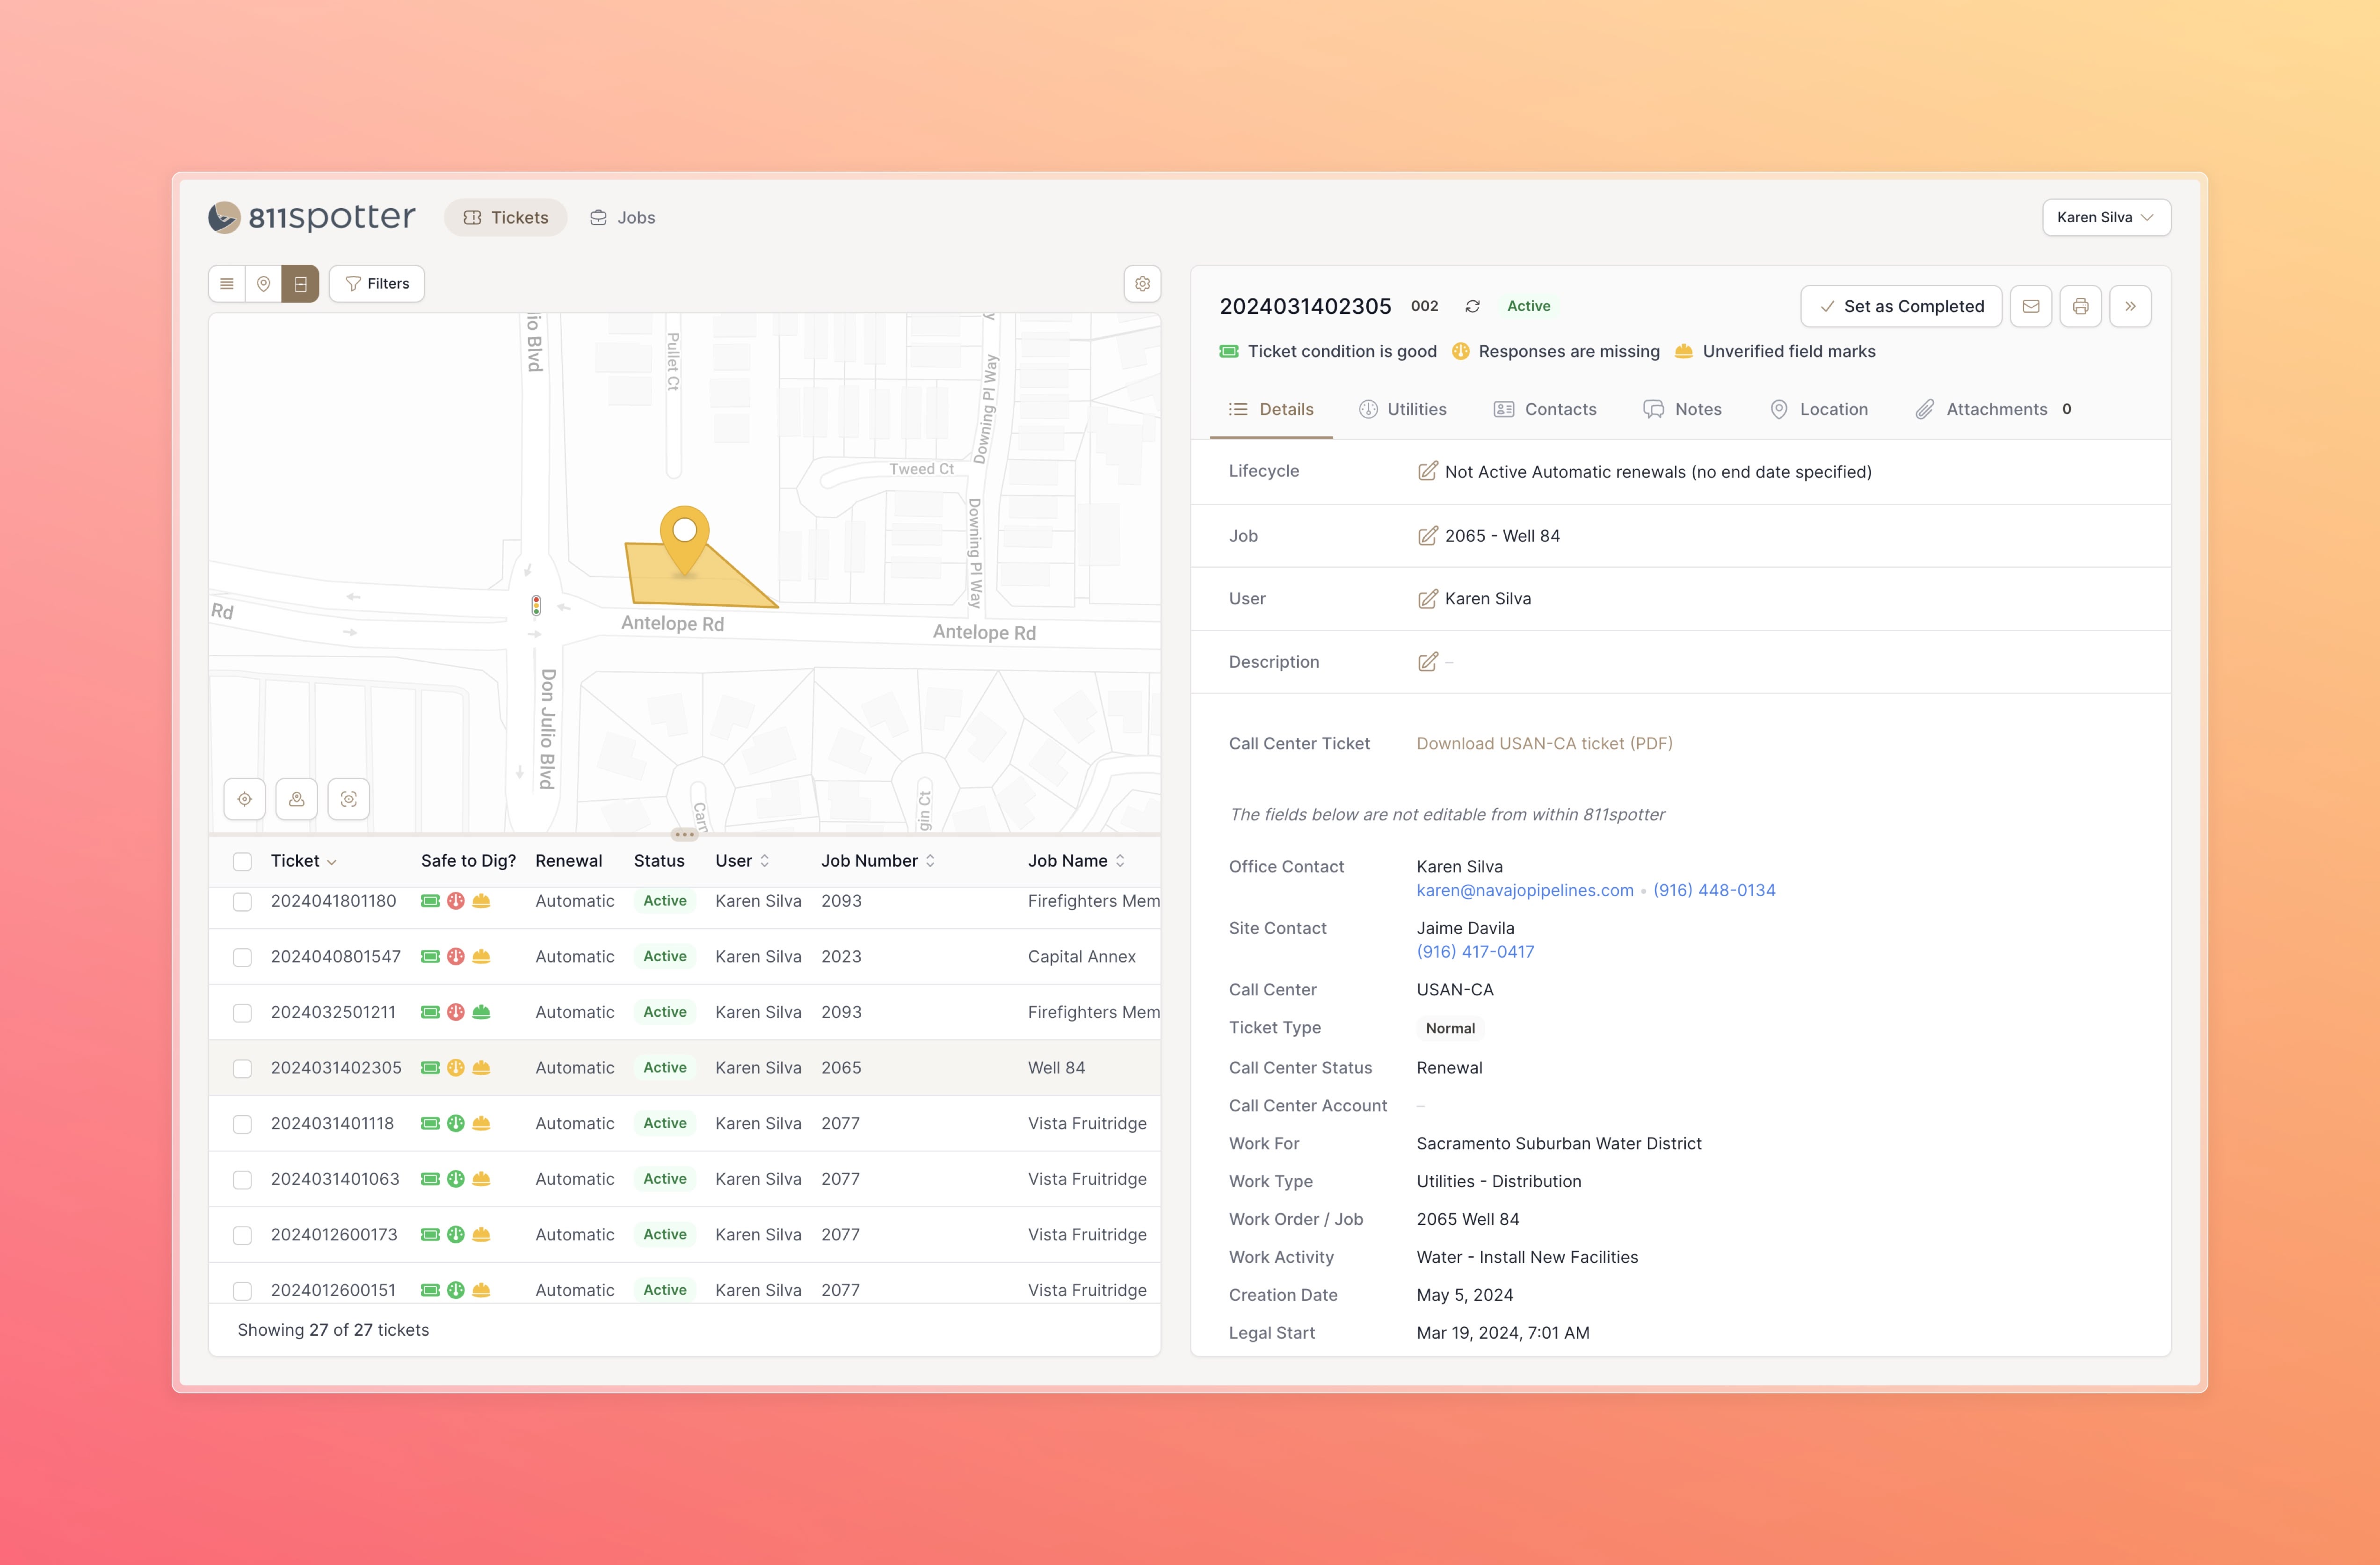 811spotter
Tickets
Jobs
Karen Silva
Filters
io Blvd
Pullet Ct
Downing Pl Way
Tweed Ct
Downing Pl Way
Rd
Antelope Rd
Antelope Rd
Don Julio Blvd
Carr
gin Ct
Ticket Safe to Dig? Renewal Status User Job Number Job Name
2024041801180 Automatic Active Karen Silva 2093 Firefighters Mem
2024040801547 Automatic Active Karen Silva 2023 Capital Annex
2024032501211 Automatic Active Karen Silva 2093 Firefighters Mem
2024031402305 Automatic Active Karen Silva 2065 Well 84
2024031401118 Automatic Active Karen Silva 2077 Vista Fruitridge
2024031401063 Automatic Active Karen Silva 2077 Vista Fruitridge
2024012600173 Automatic Active Karen Silva 2077 Vista Fruitridge
2024012600151 Automatic Active Karen Silva 2077 Vista Fruitridge
Showing 27 of 27 tickets
2024031402305 002 Active
Set as Completed
Ticket condition is good Responses are missing Unverified field marks
Details Utilities Contacts Notes Location Attachments 0
Lifecycle Not Active Automatic renewals (no end date specified)
Job 2065 - Well 84
User Karen Silva
Description –
Call Center Ticket Download USAN-CA ticket (PDF)
The fields below are not editable from within 811spotter
Office Contact Karen Silva
karen@navajopipelines.com • (916) 448-0134
Site Contact Jaime Davila
(916) 417-0417
Call Center USAN-CA
Ticket Type Normal
Call Center Status Renewal
Call Center Account –
Work For Sacramento Suburban Water District
Work Type Utilities - Distribution
Work Order / Job 2065 Well 84
Work Activity Water - Install New Facilities
Creation Date May 5, 2024
Legal Start Mar 19, 2024, 7:01 AM